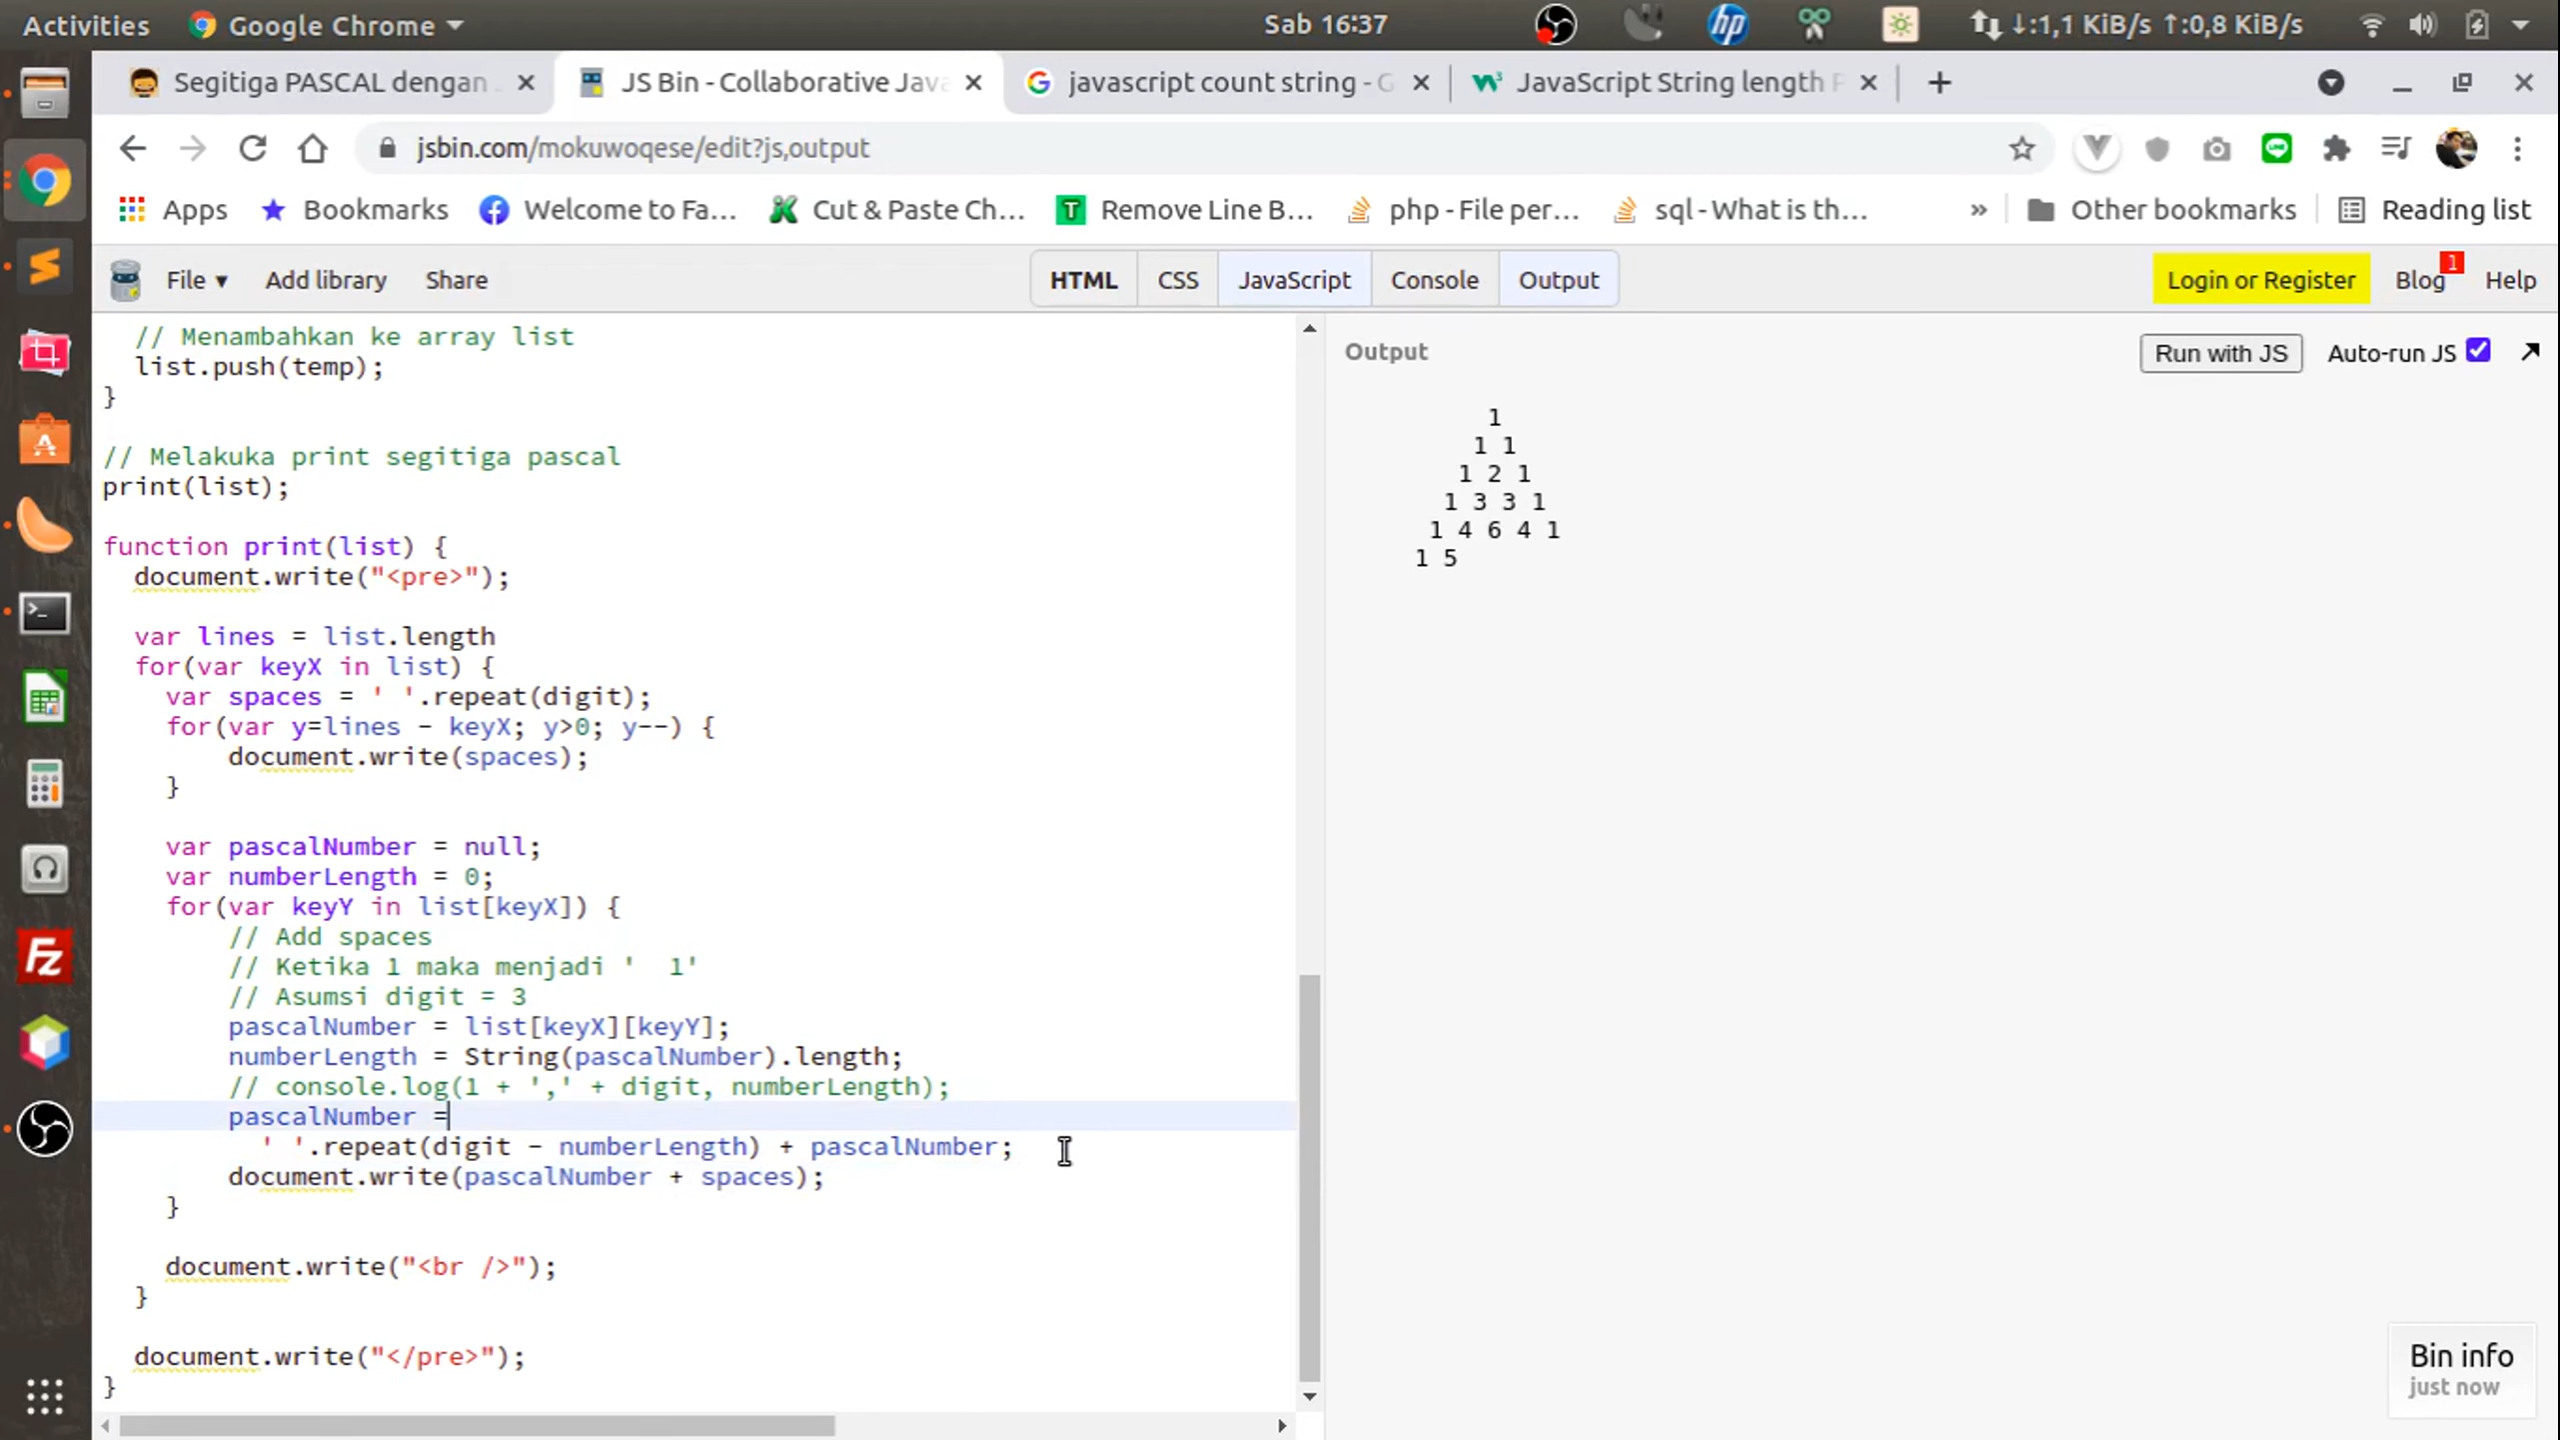 Activities
Google Chrome
Sab 16:37
↓:1,1 KiB/s ↑:0,8 KiB/s
Segitiga PASCAL dengan
JS Bin - Collaborative Java
javascript count string - G
JavaScript String length P
jsbin.com/mokuwoqese/edit?js,output
Apps
Bookmarks
Welcome to Fa...
Cut & Paste Ch...
Remove Line B...
php - File per...
sql - What is th...
»
Other bookmarks
Reading list
File ▾
Add library
Share
HTML
CSS
JavaScript
Console
Output
Login or Register
Blog
1
Help
// Menambahkan ke array list
list.push(temp);
}
// Melakuka print segitiga pascal
print(list);
function print(list) {
document.write("<pre>");
var lines = list.length
for(var keyX in list) {
var spaces = ' '.repeat(digit);
for(var y=lines - keyX; y>0; y--) {
document.write(spaces);
}
var pascalNumber = null;
var numberLength = 0;
for(var keyY in list[keyX]) {
// Add spaces
// Ketika 1 maka menjadi '  1'
// Asumsi digit = 3
pascalNumber = list[keyX][keyY];
numberLength = String(pascalNumber).length;
// console.log(1 + ',' + digit, numberLength);
pascalNumber =
' '.repeat(digit - numberLength) + pascalNumber;
document.write(pascalNumber + spaces);
}
document.write("<br />");
}
document.write("</pre>");
}
Output
Run with JS
Auto-run JS
1
1 1
1 2 1
1 3 3 1
1 4 6 4 1
1 5
Bin info
just now